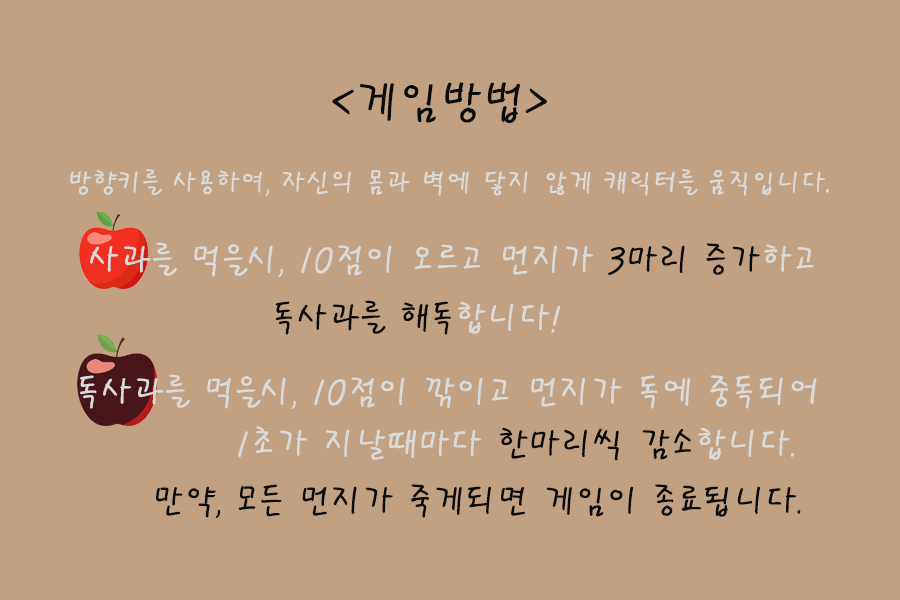 <게임방법>
방향키를 사용하여, 자신의 몸과 벽에 닿지 않게 캐릭터를 움직입니다.
사과를 먹을시, 10점이 오르고 먼지가 3마리 증가하고
독사과를 해독합니다!
독사과를 먹을시, 10점이 깎이고 먼지가 독에 중독되어
1초가 지날때마다 한마리씩 감소합니다.
만약, 모든 먼지가 죽게되면 게임이 종료됩니다.